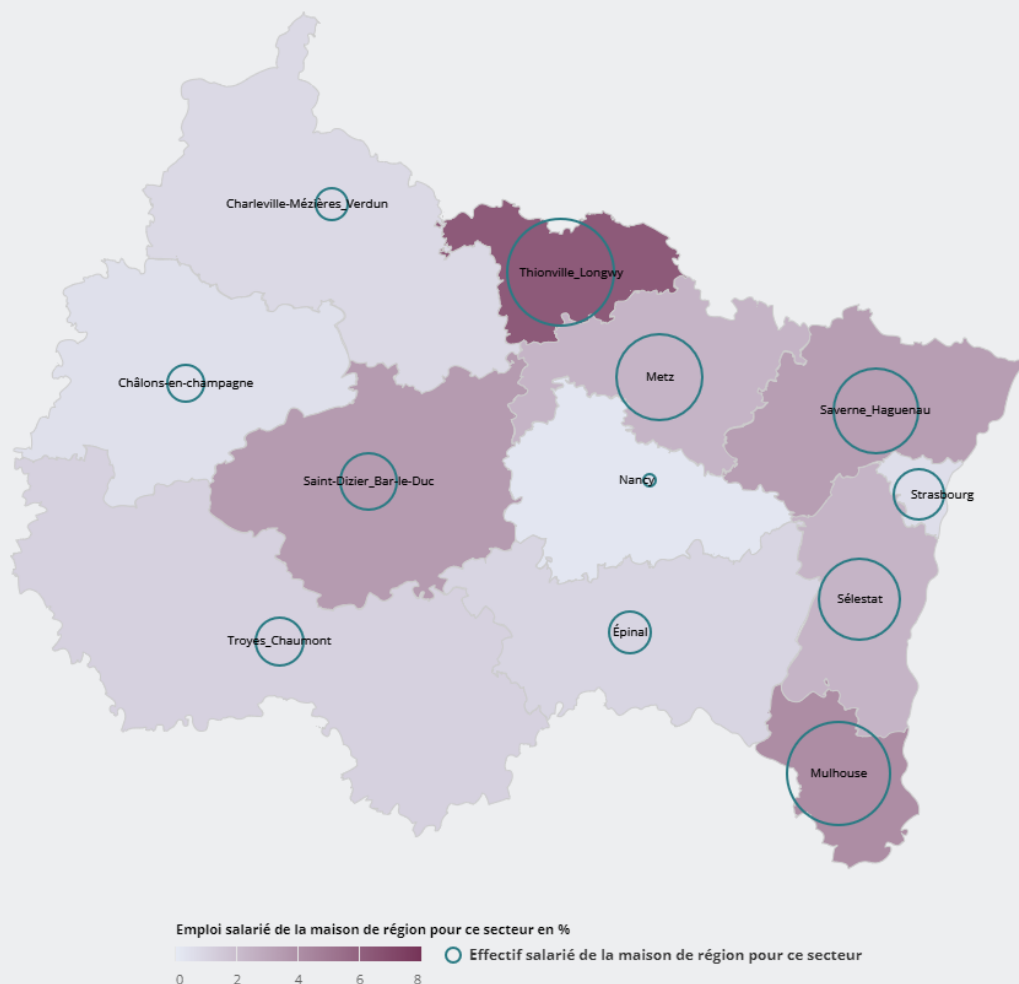 Charleville-Mézières_Verdun
Thionville_Longwy
Châlons-en-champagne
Metz
Saverne_Haguenau
Saint-Dizier_Bar-le-Duc
Nancy
Strasbourg
Sélestat
Troyes_Chaumont
Épinal
Mulhouse
Emploi salarié de la maison de région pour ce secteur en %
Effectif salarié de la maison de région pour ce secteur
0 2 4 6 8